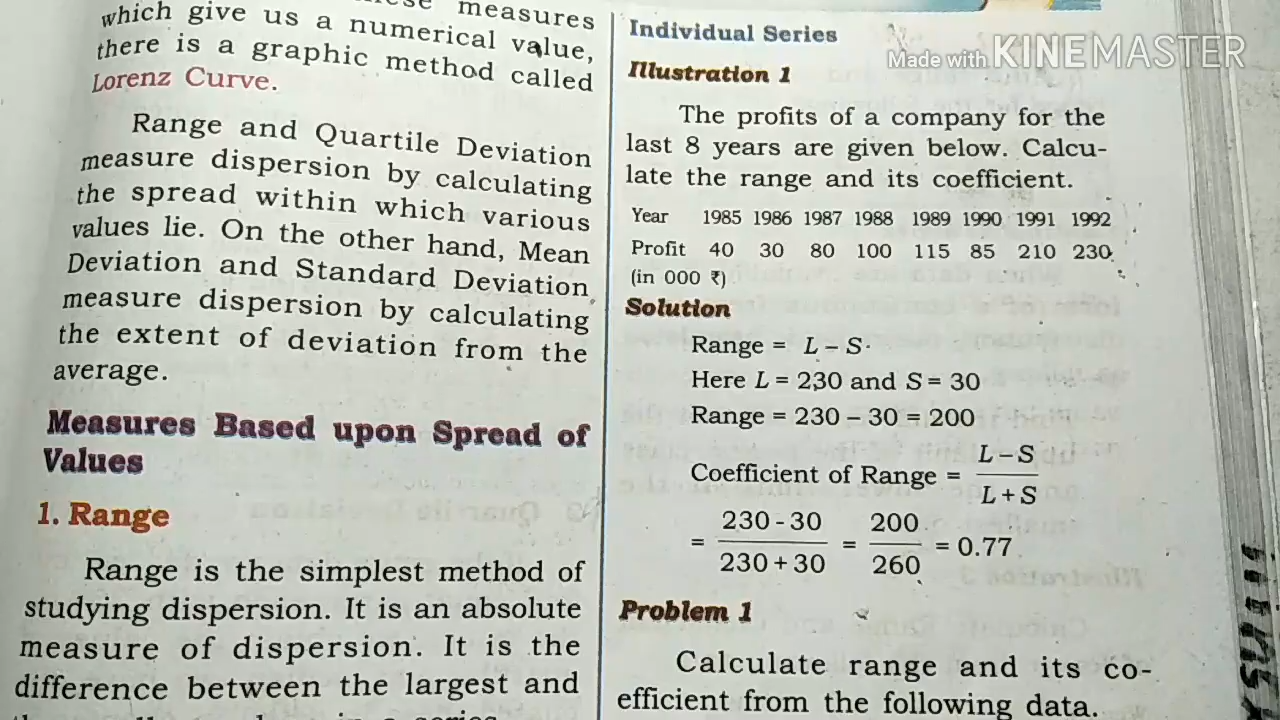 measures
which give us a numerical value,
there is a graphic method called
Lorenz Curve.
Range and Quartile Deviation
measure dispersion by calculating
the spread within which various
values lie. On the other hand, Mean
Deviation and Standard Deviation
measure dispersion by calculating
the extent of deviation from the
average.
Measures Based upon Spread of
Values
1. Range
Range is the simplest method of
studying dispersion. It is an absolute
measure of dispersion. It is the
difference between the largest and
Individual Series
Made with KINEMASTER
Illustration 1
The profits of a company for the
last 8 years are given below. Calcu-
late the range and its coefficient.
Year 1985 1986 1987 1988 1989 1990 1991 1992
Profit 40 30 80 100 115 85 210 230
(in 000 ₹)
Solution
Range = L – S
Here L = 230 and S = 30
Range = 230 – 30 = 200
Coefficient of Range = L – S / L + S
= 230 - 30 / 230 + 30 = 200 / 260 = 0.77
Problem 1
Calculate range and its co-
efficient from the following data.